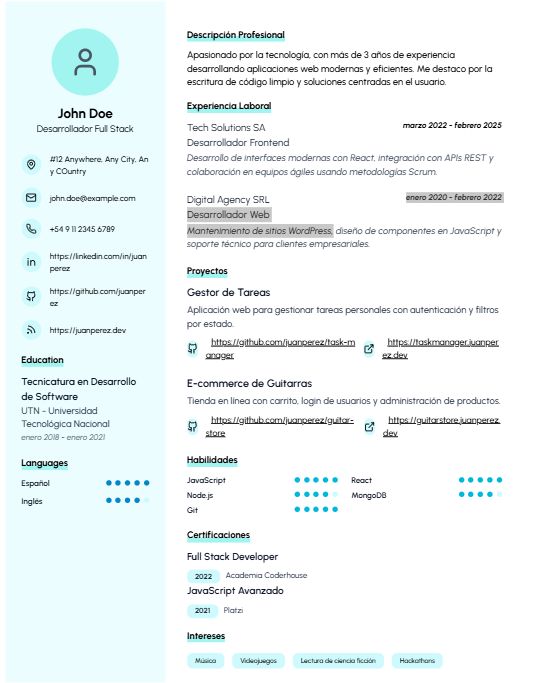 John Doe
Desarrollador Full Stack
#12 Anywhere, Any City, An
y COuntry
john.doe@example.com
+54 9 11 2345 6789
https://linkedin.com/in/juan
perez
https://github.com/juanper
ez
https://juanperez.dev
Education
Tecnicatura en Desarrollo
de Software
UTN - Universidad
Tecnológica Nacional
enero 2018 - enero 2021
Languages
Español
Inglés
Descripción Profesional
Apasionado por la tecnología, con más de 3 años de experiencia
desarrollando aplicaciones web modernas y eficientes. Me destaco por la
escritura de código limpio y soluciones centradas en el usuario.
Experiencia Laboral
Tech Solutions SA
marzo 2022 - febrero 2025
Desarrollador Frontend
Desarrollo de interfaces modernas con React, integración con APIs REST y
colaboración en equipos ágiles usando metodologías Scrum.
Digital Agency SRL
enero 2020 - febrero 2022
Desarrollador Web
Mantenimiento de sitios WordPress, diseño de componentes en JavaScript y
soporte técnico para clientes empresariales.
Proyectos
Gestor de Tareas
Aplicación web para gestionar tareas personales con autenticación y filtros
por estado.
https://github.com/juanperez/task-m
anager
https://taskmanager.juanper
ez.dev
E-commerce de Guitarras
Tienda en línea con carrito, login de usuarios y administración de productos.
https://github.com/juanperez/guitar-
store
https://guitarstore.juanperez.
dev
Habilidades
JavaScript
React
Node.js
MongoDB
Git
Certificaciones
Full Stack Developer
2022 Academia Coderhouse
JavaScript Avanzado
2021 Platzi
Intereses
Música Videojuegos Lectura de ciencia ficción Hackathons